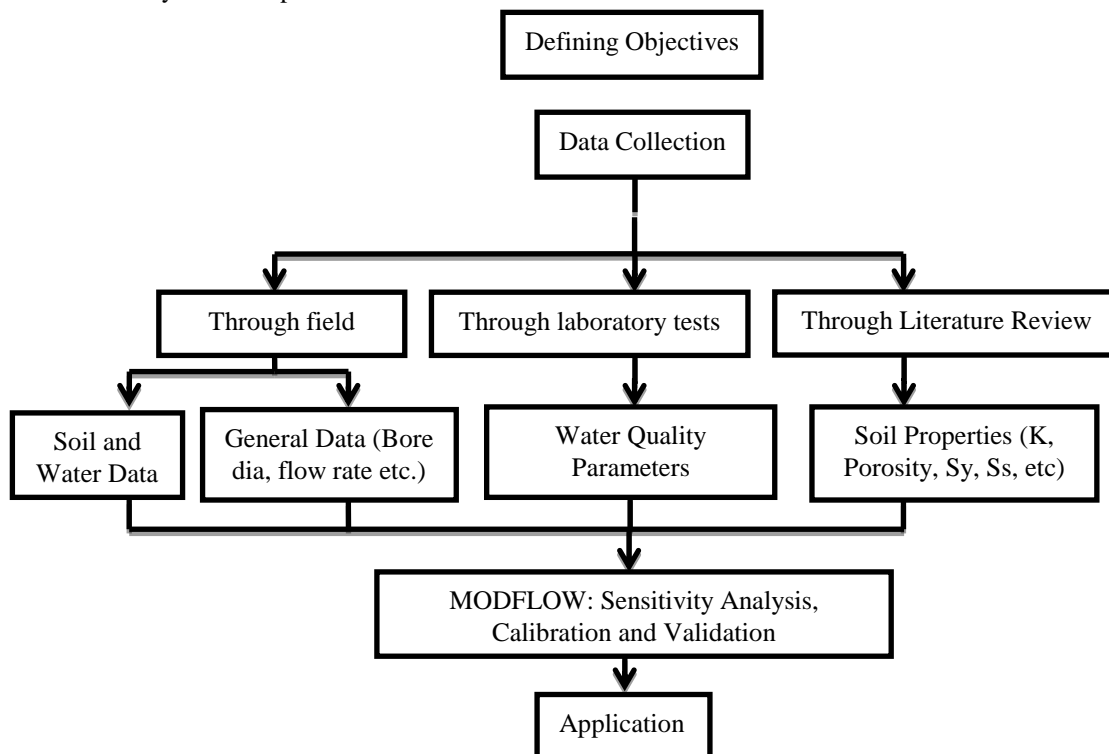 Defining Objectives
Data Collection
Through field
Through laboratory tests
Through Literature Review
Soil and
Water Data
General Data (Bore
dia, flow rate etc.)
Water Quality
Parameters
Soil Properties (K,
Porosity, Sy, Ss, etc)
MODFLOW: Sensitivity Analysis,
Calibration and Validation
Application